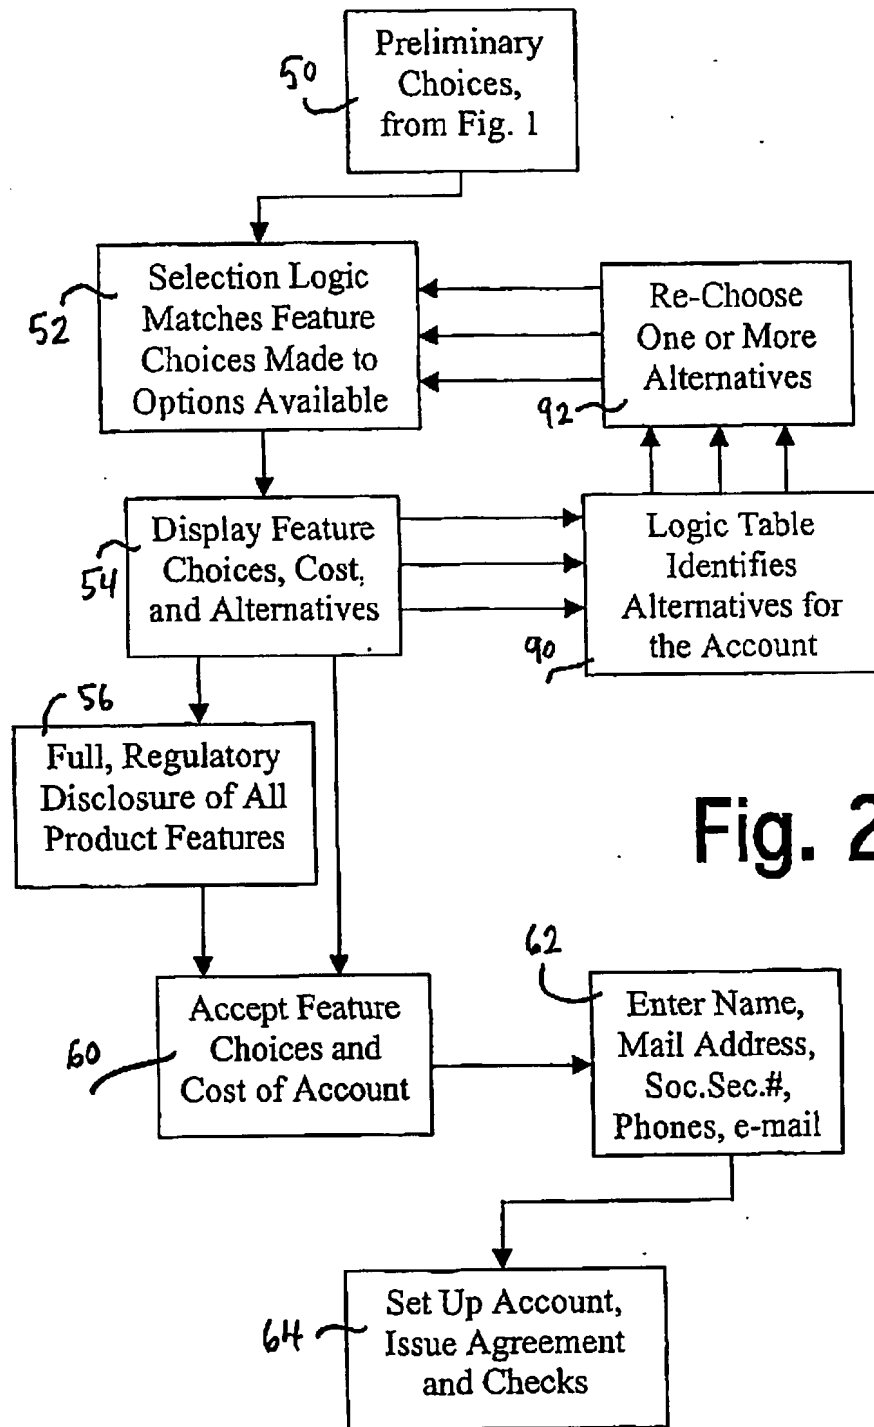 50
Preliminary
Choices,
from Fig. 1
52
Selection Logic
Matches Feature
Choices Made to
Options Available
Re-Choose
One or More
Alternatives
92
54
Display Feature
Choices, Cost,
and Alternatives
Logic Table
Identifies
Alternatives for
the Account
90
56
Full, Regulatory
Disclosure of All
Product Features
Fig. 2
60
Accept Feature
Choices and
Cost of Account
62
Enter Name,
Mail Address,
Soc.Sec.#,
Phones, e-mail
64
Set Up Account,
Issue Agreement
and Checks